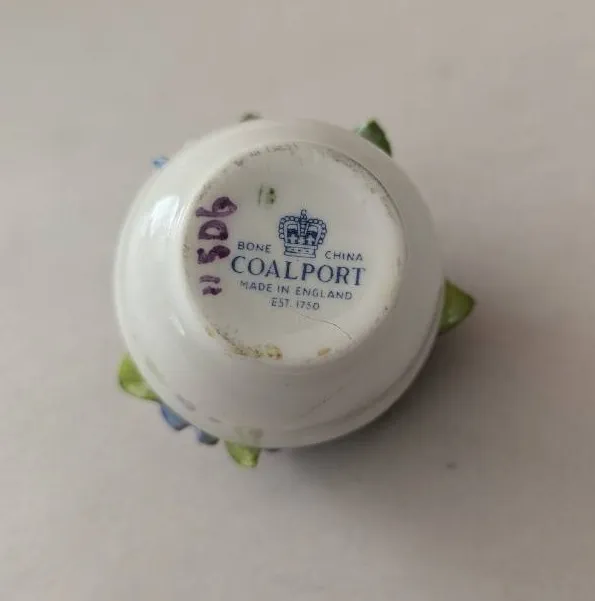 BONE CHINA
COALPORT
MADE IN ENGLAND
EST. 1750